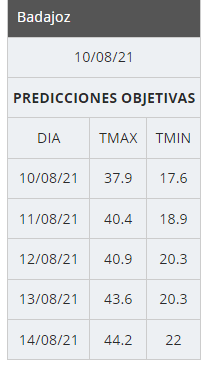 Badajoz
10/08/21
PREDICCIONES OBJETIVAS
DIA TMAX TMIN
10/08/21 37.9 17.6
11/08/21 40.4 18.9
12/08/21 40.9 20.3
13/08/21 43.6 20.3
14/08/21 44.2 22